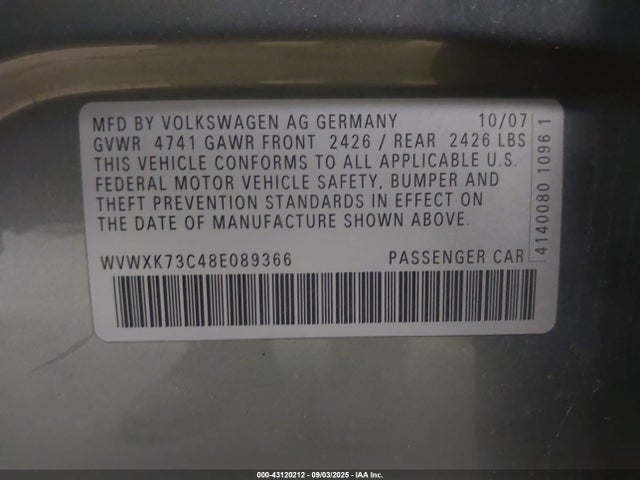 MFD BY VOLKSWAGEN AG GERMANY 10/07
GVWR 4741 GAWR FRONT 2426 / REAR 2426 LBS
THIS VEHICLE CONFORMS TO ALL APPLICABLE U.S.
FEDERAL MOTOR VEHICLE SAFETY, BUMPER AND
THEFT PREVENTION STANDARDS IN EFFECT ON
THE DATE OF MANUFACTURE SHOWN ABOVE.
WVWXK73C48E089366 PASSENGER CAR
4140080 1096 1
000-43120212 - 09/03/2025 - IAA Inc.